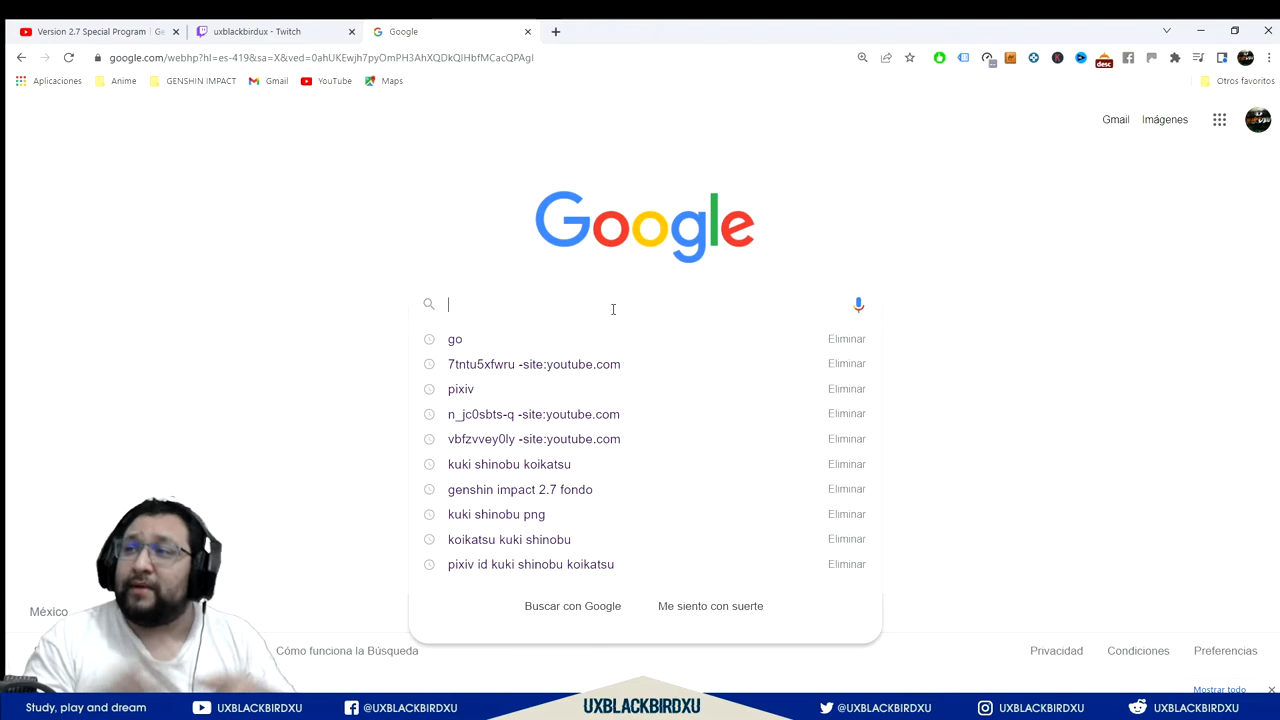 Version 2.7 Special Program | Ge
uxblackbirdux - Twitch
Google
google.com/webhp?hl=es-419&sa=X&ved=0ahUKEwjh7pyOmPH3AhXQDkQIHbfMCacQPAgI
Aplicaciones
Anime
GENSHIN IMPACT
Gmail
YouTube
Maps
desc
Otros favoritos
Gmail
Imágenes
Google
go
Eliminar
7tntu5xfwru -site:youtube.com
Eliminar
pixiv
Eliminar
n_jc0sbts-q -site:youtube.com
Eliminar
vbfzvvey0ly -site:youtube.com
Eliminar
kuki shinobu koikatsu
Eliminar
genshin impact 2.7 fondo
Eliminar
kuki shinobu png
Eliminar
koikatsu kuki shinobu
Eliminar
pixiv id kuki shinobu koikatsu
Eliminar
Buscar con Google
Me siento con suerte
México
Cómo funciona la Búsqueda
Privacidad
Condiciones
Preferencias
Mostrar todo
Study, play and dream
UXBLACKBIRDXU
@UXBLACKBIRDXU
UXBLACKBIRDXU
@UXBLACKBIRDXU
UXBLACKBIRDXU
UXBLACKBIRDXU